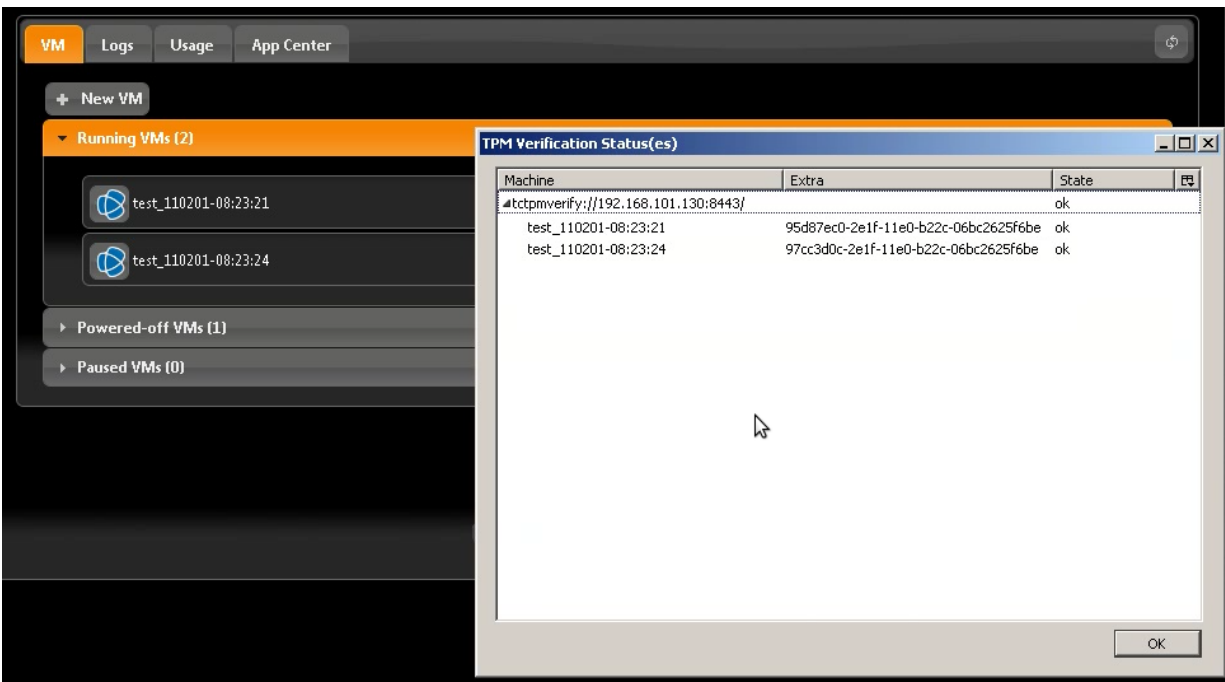 VM Logs Usage App Center
New VM
Running VMs (2)
test_110201-08:23:21
test_110201-08:23:24
Powered-off VMs (1)
Paused VMs (0)
TPM Verification Status(es)
Machine Extra State
tctpmverify://192.168.101.130:8443/ ok
test_110201-08:23:21 95d87ec0-2e1f-11e0-b22c-06bc2625f6be ok
test_110201-08:23:24 97cc3d0c-2e1f-11e0-b22c-06bc2625f6be ok
OK